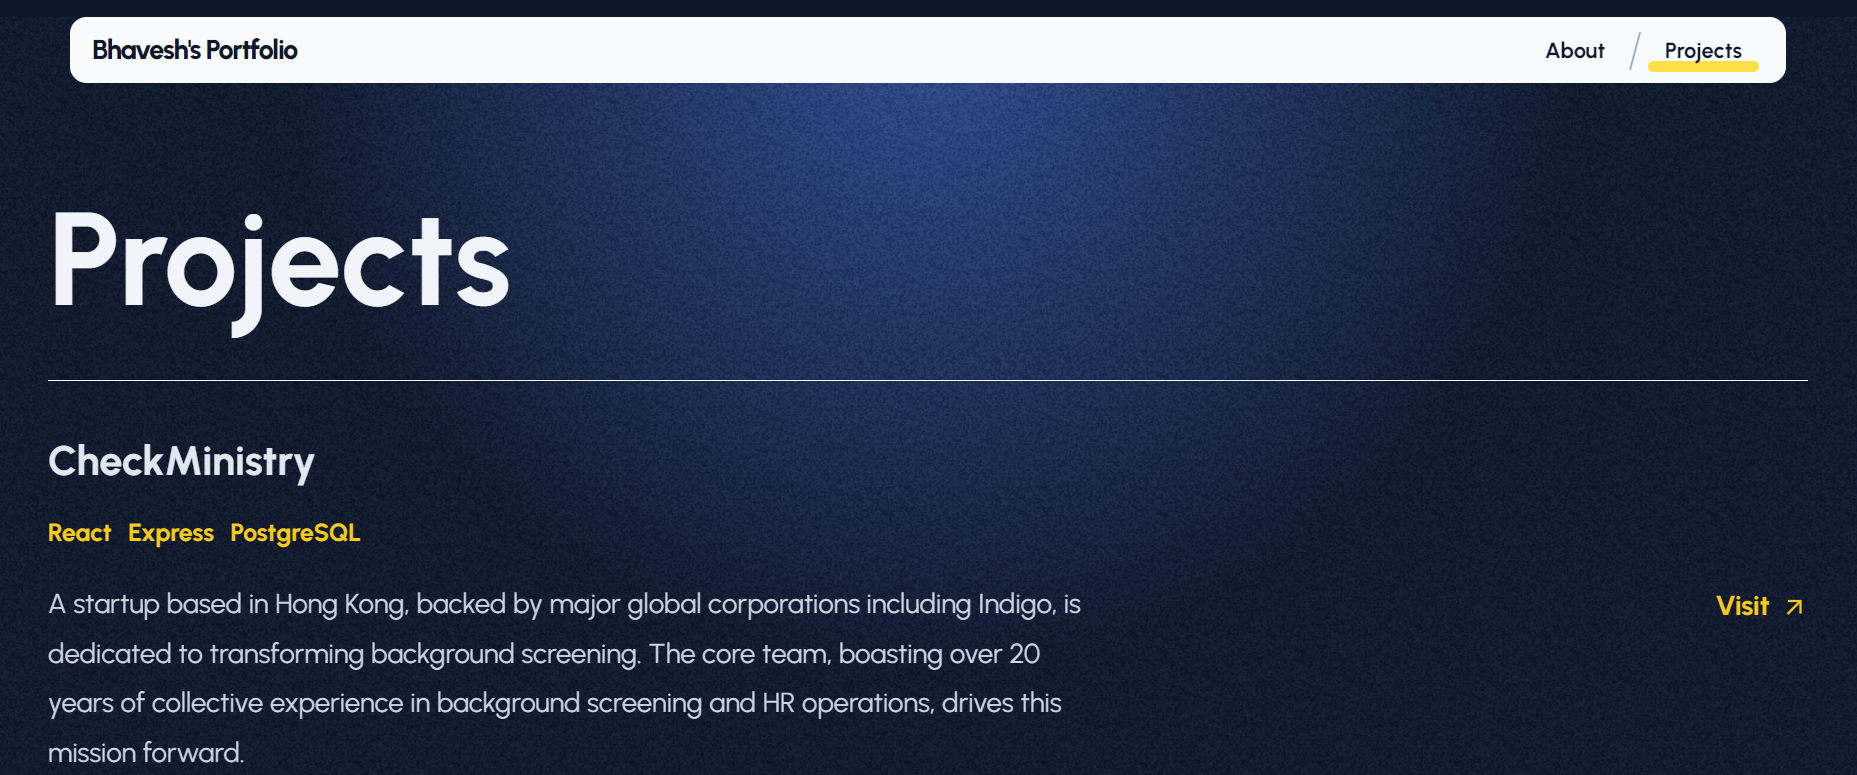 Bhavesh's Portfolio
About / Projects
Projects
CheckMinistry
React Express PostgreSQL
A startup based in Hong Kong, backed by major global corporations including Indigo, is
dedicated to transforming background screening. The core team, boasting over 20
years of collective experience in background screening and HR operations, drives this
mission forward.
Visit